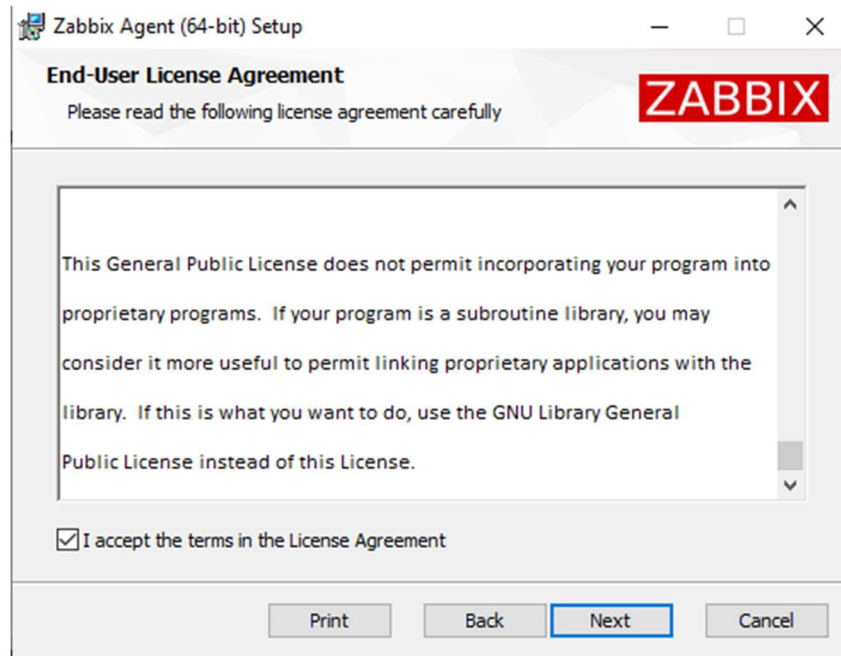 Zabbix Agent (64-bit) Setup
End-User License Agreement
Please read the following license agreement carefully
ZABBIX
This General Public License does not permit incorporating your program into
proprietary programs.  If your program is a subroutine library, you may
consider it more useful to permit linking proprietary applications with the
library.  If this is what you want to do, use the GNU Library General
Public License instead of this License.
I accept the terms in the License Agreement
Print Back Next Cancel